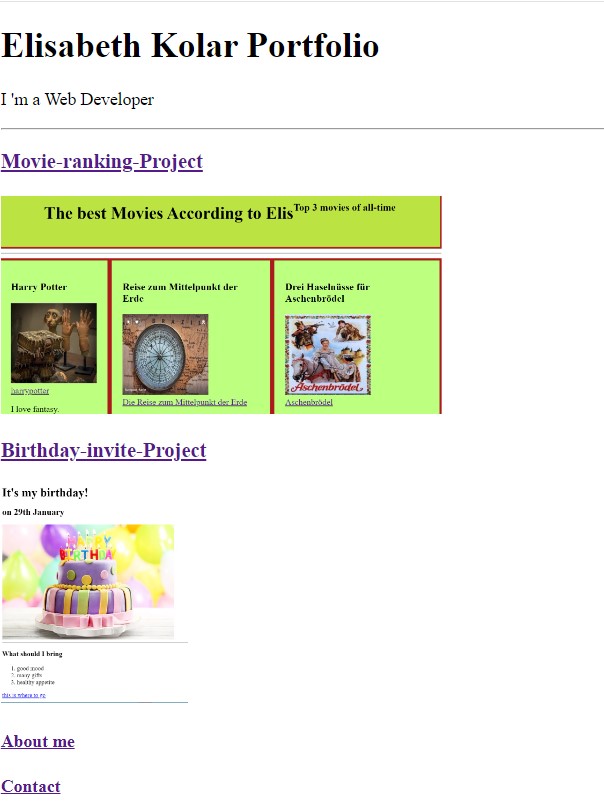 Elisabeth Kolar Portfolio
I 'm a Web Developer
Movie-ranking-Project
The best Movies According to Elis Top 3 movies of all-time
Harry Potter
harrypotter
I love fantasy.
Reise zum Mittelpunkt der
Erde
BRAZIL
Die Reise zum Mittelpunkt der Erde
Drei Haselnüsse für
Aschenbrödel
Aschenbrödel
Aschenbrödel
Birthday-invite-Project
It's my birthday!
on 29th January
HAPPY
BIRTHDAY
What should I bring
1. good mood
2. many gifts
3. healthy appetite
this is where to go
About me
Contact